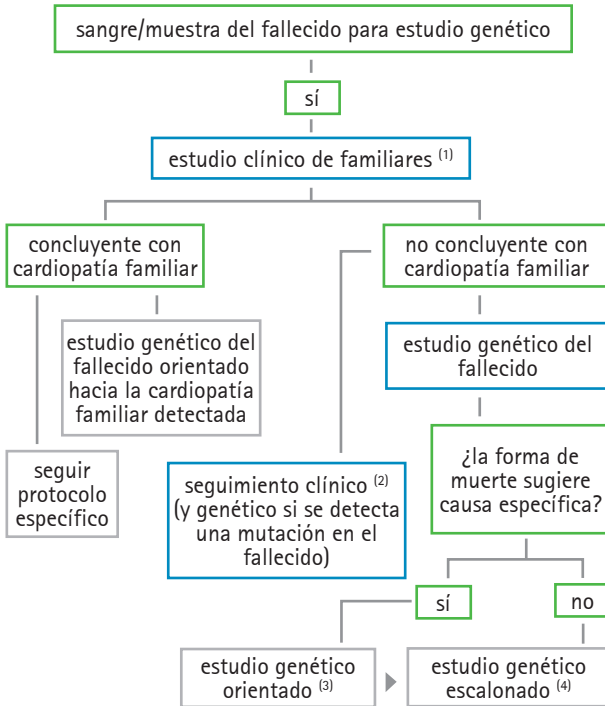 sangre/muestra del fallecido para estudio genético
sí
estudio clínico de familiares (1)
concluyente con
cardiopatía familiar
no concluyente con
cardiopatía familiar
estudio genético del
fallecido orientado
hacia la cardiopatía
familiar detectada
estudio genético del
fallecido
seguir
protocolo
específico
seguimiento clínico (2)
(y genético si se detecta
una mutación en el
fallecido)
¿la forma de
muerte sugiere
causa específica?
sí
no
estudio genético
orientado (3)
estudio genético
escalonado (4)